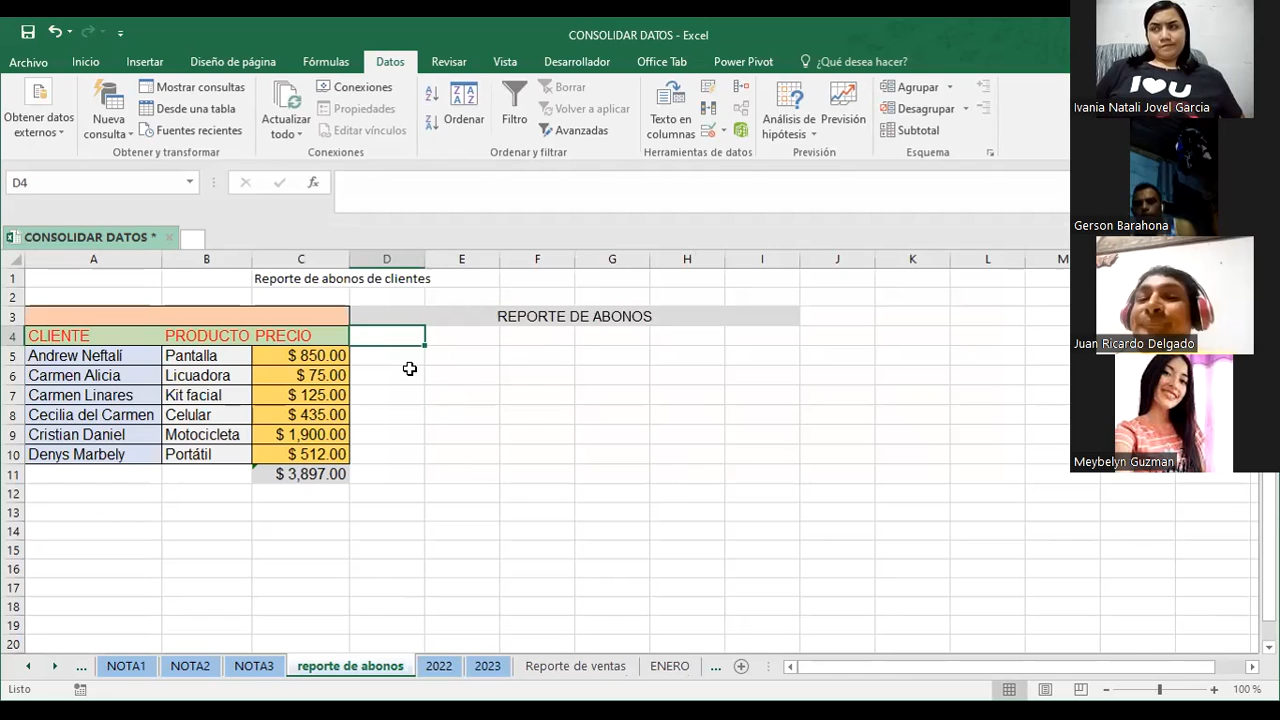 CONSOLIDAR DATOS - Excel
Archivo Inicio Insertar Diseño de página Fórmulas Datos Revisar Vista Desarrollador Office Tab Power Pivot ¿Qué desea hacer?
Obtener datos externos
Nueva consulta
Mostrar consultas
Desde una tabla
Fuentes recientes
Obtener y transformar
Actualizar todo
Conexiones
Propiedades
Editar vínculos
Conexiones
Ordenar
Filtro
Borrar
Volver a aplicar
Avanzadas
Ordenar y filtrar
Texto en columnas
Herramientas de datos
Análisis de hipótesis
Previsión
Previsión
Agrupar
Desagrupar
Subtotal
Esquema
D4
CONSOLIDAR DATOS *
A B C D E F G H I J K L M
1 Reporte de abonos de clientes
2
3 REPORTE DE ABONOS
4 CLIENTE PRODUCTO PRECIO
5 Andrew Neftalí Pantalla $ 850.00
6 Carmen Alicia Licuadora $ 75.00
7 Carmen Linares Kit facial $ 125.00
8 Cecilia del Carmen Celular $ 435.00
9 Cristian Daniel Motocicleta $ 1,900.00
10 Denys Marbely Portátil $ 512.00
11 $ 3,897.00
12
13
14
15
16
17
18
19
20
... NOTA1 NOTA2 NOTA3 reporte de abonos 2022 2023 Reporte de ventas ENERO ...
Listo
100 %
I ♥ U
Ivania Natali Jovel Garcia
Gerson Barahona
Juan Ricardo Delgado
Meybelyn Guzman